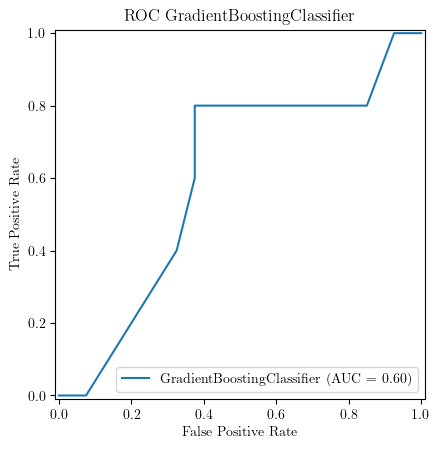 ROC GradientBoostingClassifier
1.0
0.8
0.6
0.4
0.2
0.0
True Positive Rate
GradientBoostingClassifier (AUC = 0.60)
0.0 0.2 0.4 0.6 0.8 1.0
False Positive Rate